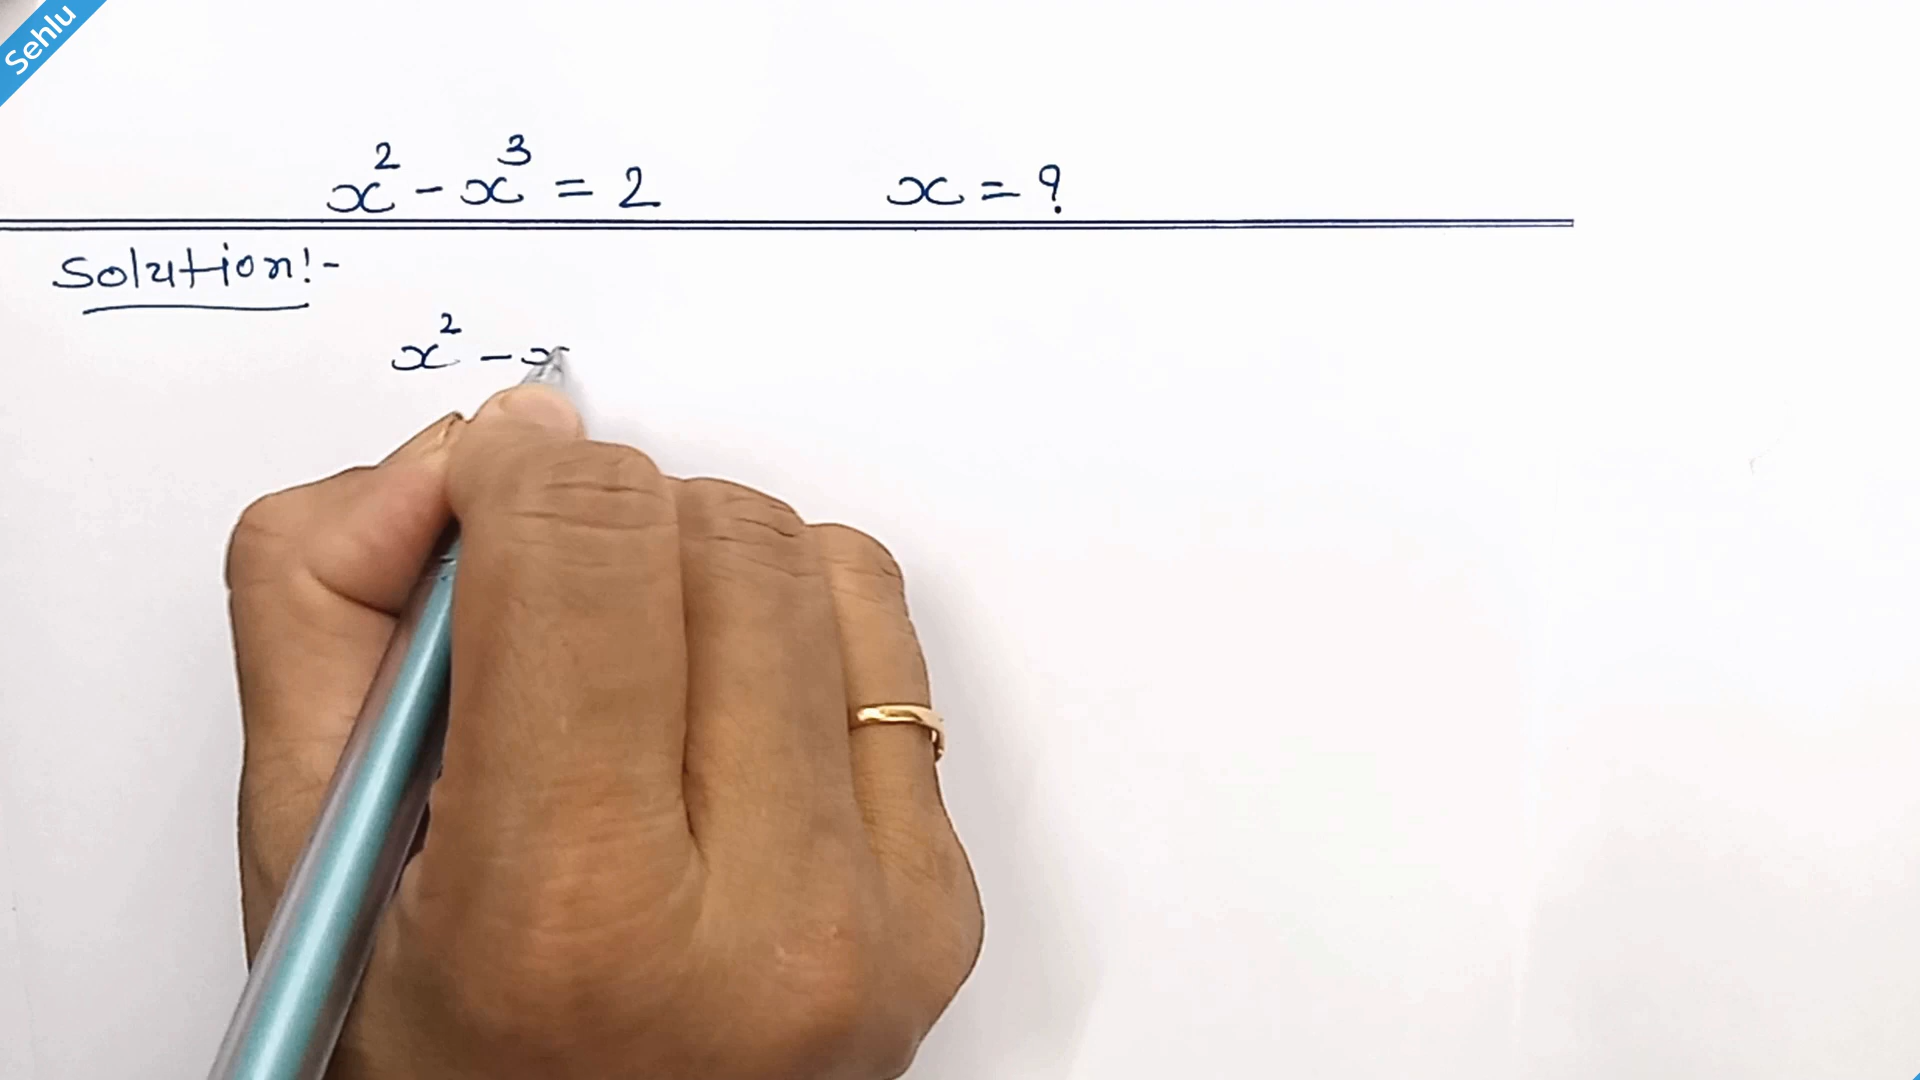 Sehlu
x² - x³ = 2 x = ?
Solution:-
x² - x